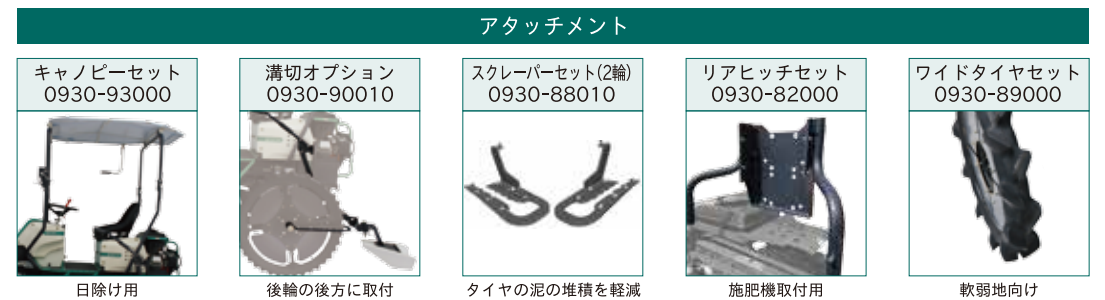 アタッチメント
キャノピーセット
0930-93000
日除け用
溝切オプション
0930-90010
後輪の後方に取付
スクレーパーセット(2輪)
0930-88010
タイヤの泥の堆積を軽減
リアヒッチセット
0930-82000
施肥機取付用
ワイドタイヤセット
0930-89000
軟弱地向け